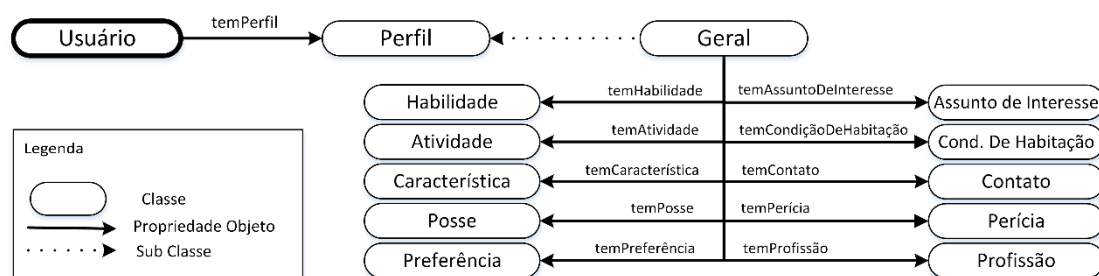 temPerfil
Usuário
Perfil
Geral
Habilidade
temHabilidade
temAssuntoDeInteresse
Assunto de Interesse
Atividade
temAtividade
temCondiçãoDeHabitação
Cond. De Habitação
Característica
temCaracterística
temContato
Contato
Posse
temPosse
temPerícia
Perícia
Preferência
temPreferência
temProfissão
Profissão
Legenda
Classe
Propriedade Objeto
Sub Classe